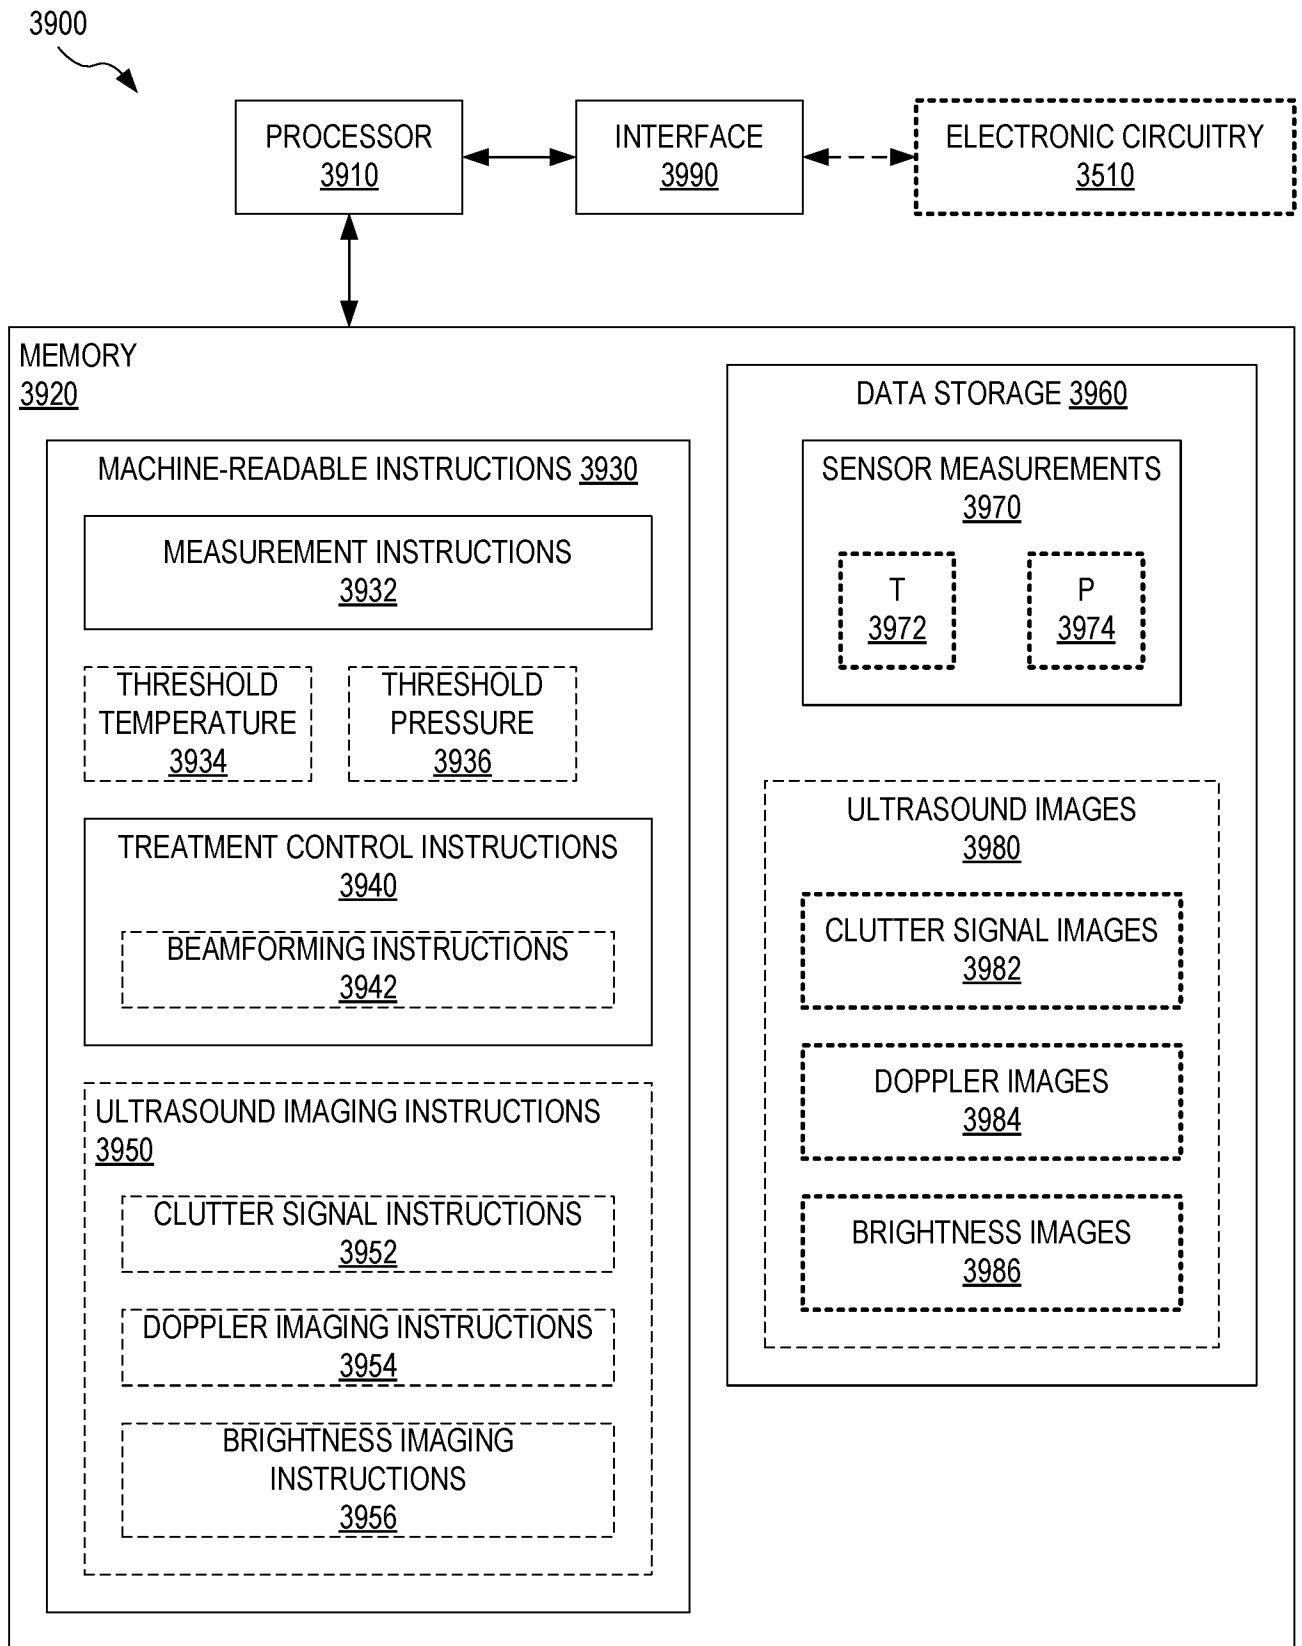 3900
PROCESSOR
3910
INTERFACE
3990
ELECTRONIC CIRCUITRY
3510
MEMORY
3920
MACHINE-READABLE INSTRUCTIONS 3930
MEASUREMENT INSTRUCTIONS
3932
THRESHOLD
TEMPERATURE
3934
THRESHOLD
PRESSURE
3936
TREATMENT CONTROL INSTRUCTIONS
3940
BEAMFORMING INSTRUCTIONS
3942
ULTRASOUND IMAGING INSTRUCTIONS
3950
CLUTTER SIGNAL INSTRUCTIONS
3952
DOPPLER IMAGING INSTRUCTIONS
3954
BRIGHTNESS IMAGING
INSTRUCTIONS
3956
DATA STORAGE 3960
SENSOR MEASUREMENTS
3970
T
3972
P
3974
ULTRASOUND IMAGES
3980
CLUTTER SIGNAL IMAGES
3982
DOPPLER IMAGES
3984
BRIGHTNESS IMAGES
3986